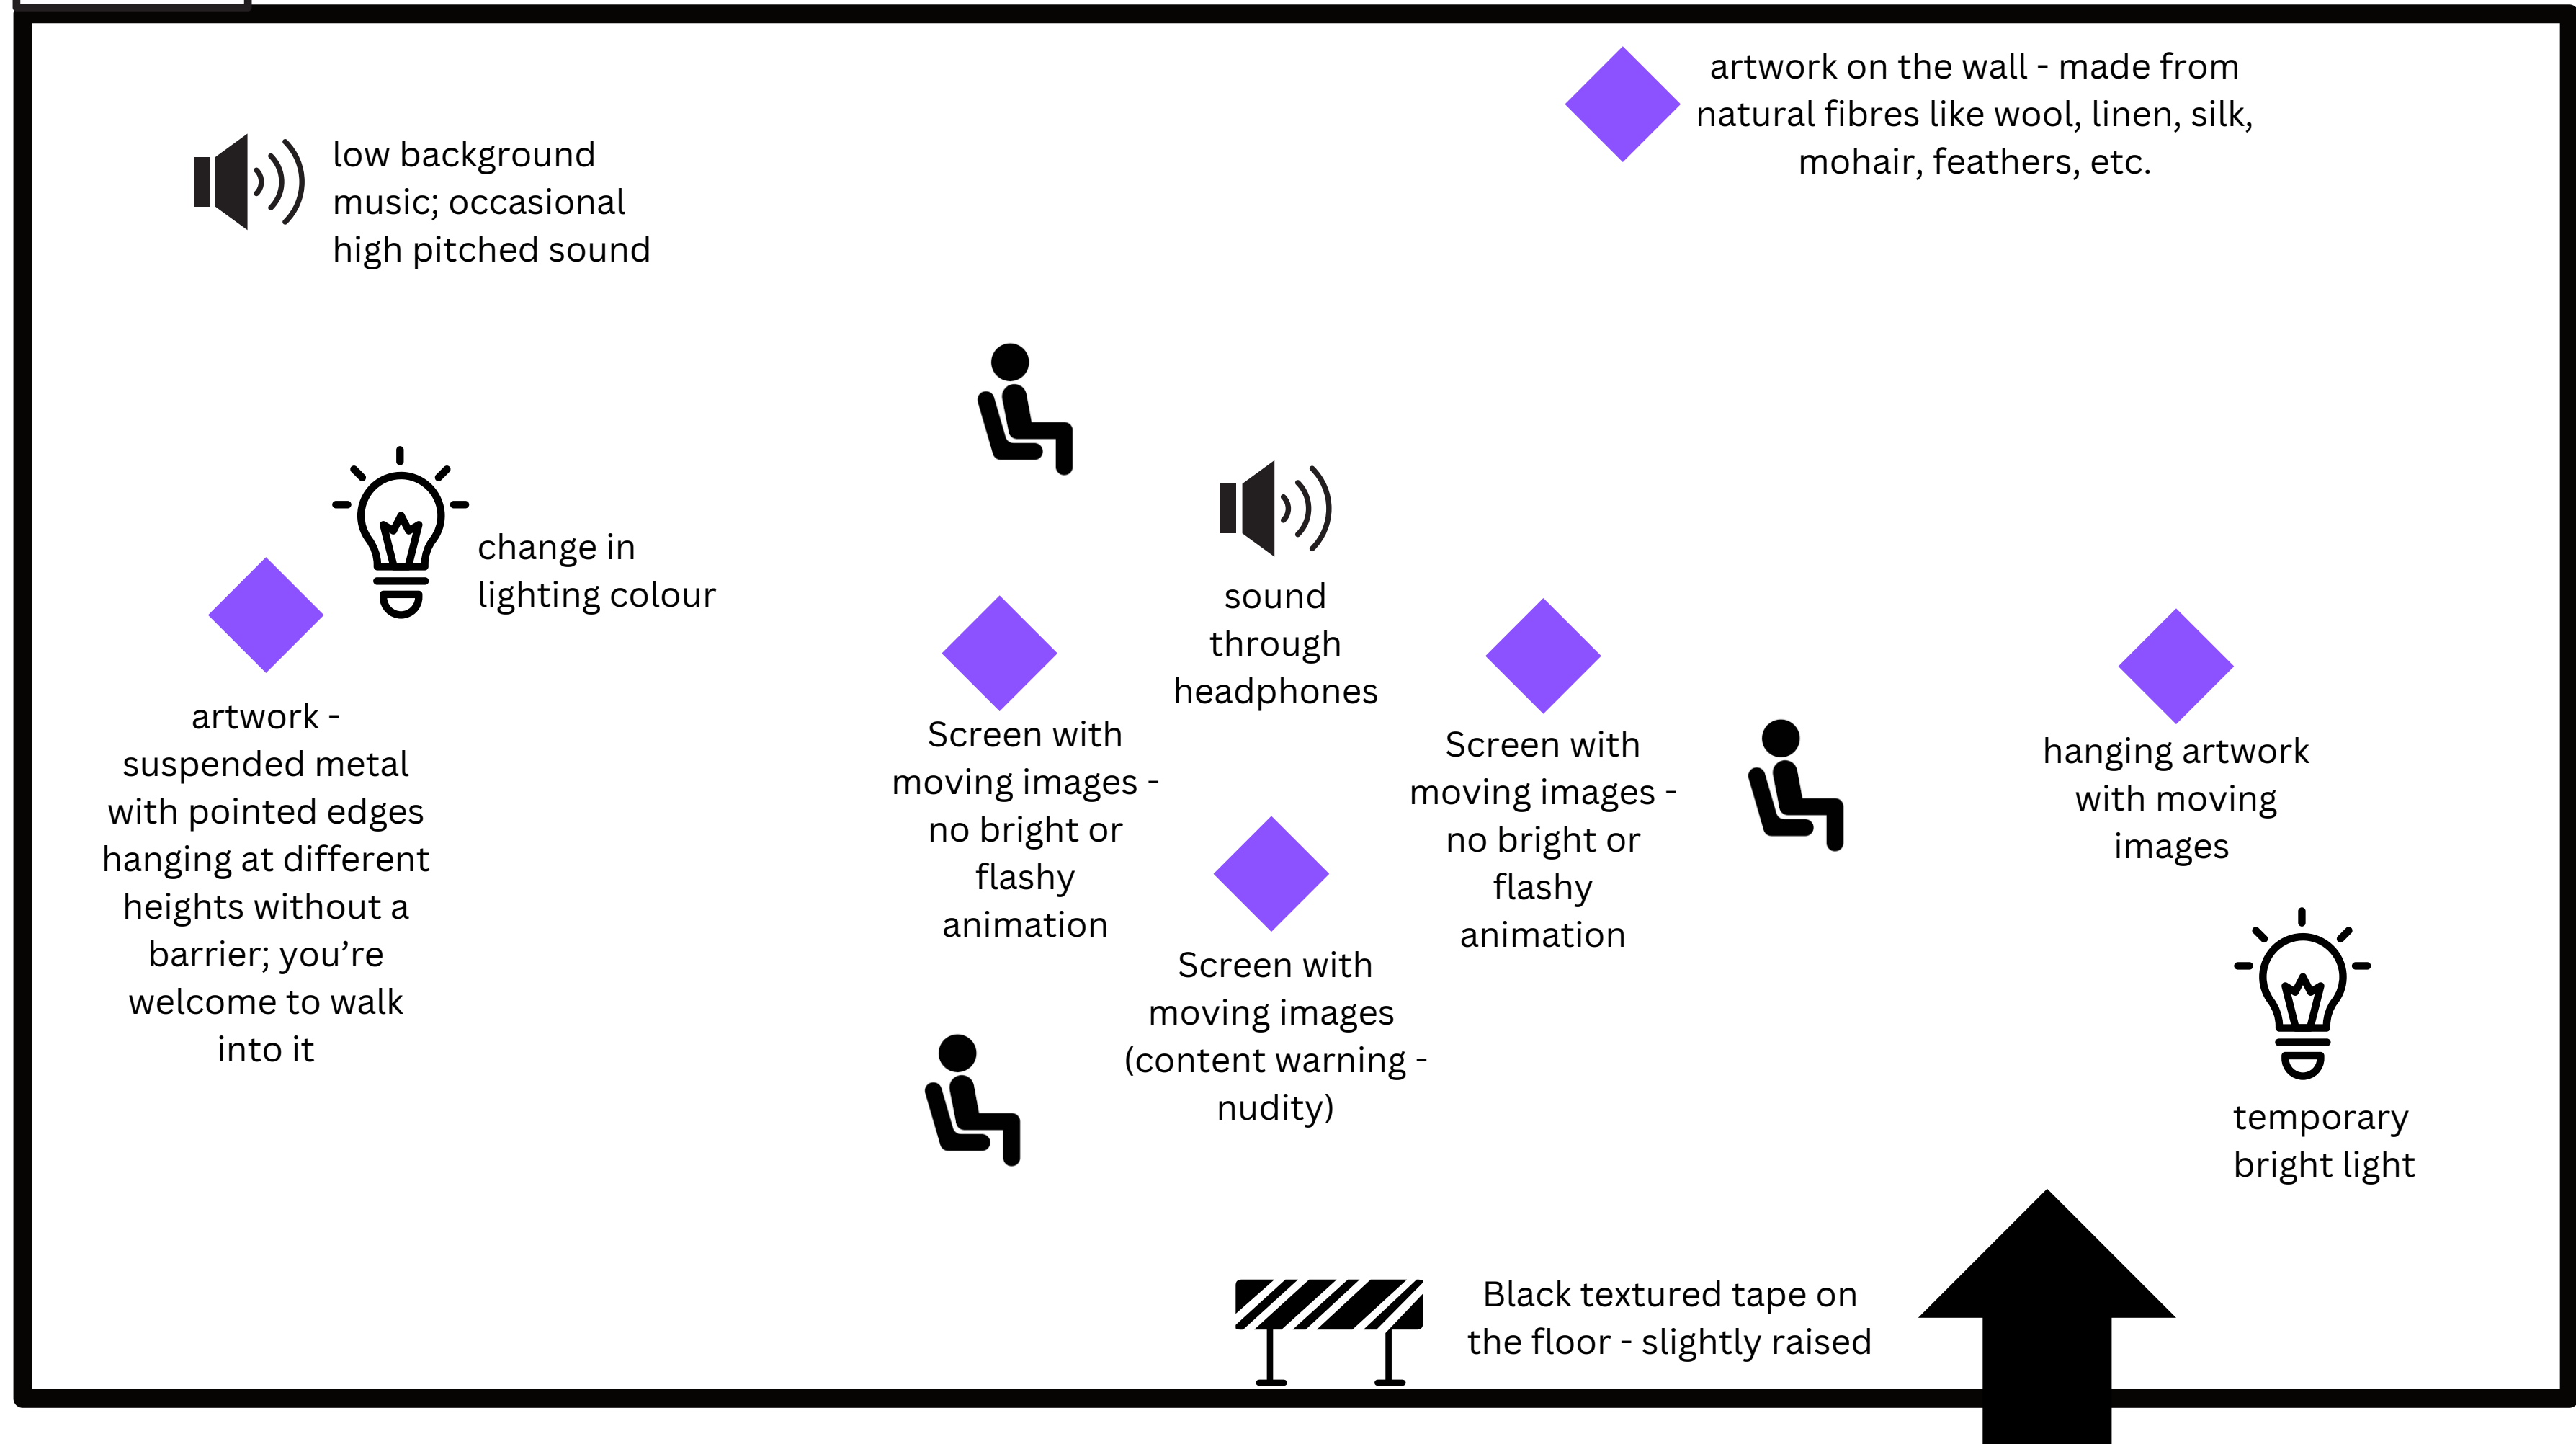 artwork on the wall - made from
natural fibres like wool, linen, silk,
mohair, feathers, etc.
low background
music; occasional
high pitched sound
change in
lighting colour
artwork -
suspended metal
with pointed edges
hanging at different
heights without a
barrier; you’re
welcome to walk
into it
sound
through
headphones
Screen with
moving images -
no bright or
flashy
animation
Screen with
moving images
(content warning -
nudity)
Screen with
moving images -
no bright or
flashy
animation
hanging artwork
with moving
images
temporary
bright light
Black textured tape on
the floor - slightly raised